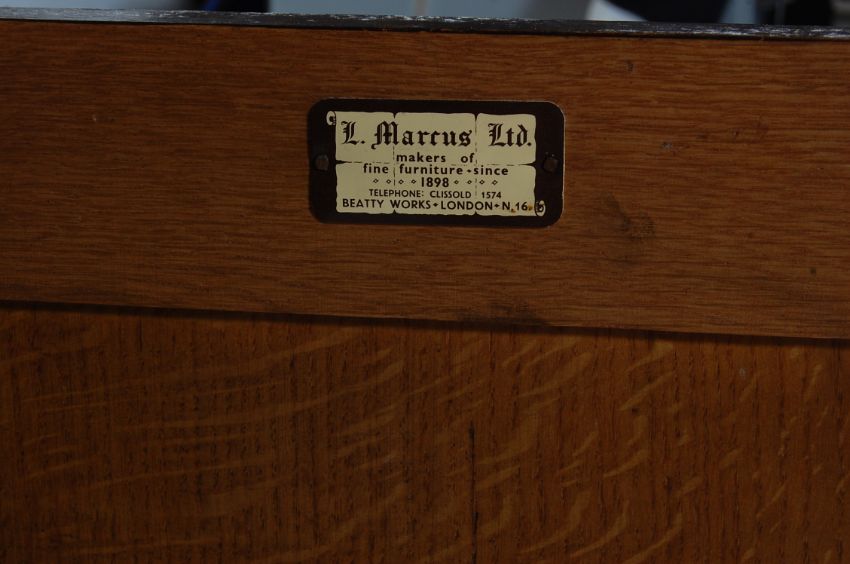 L. Marcus Ltd.
makers of
fine furniture since
1898
TELEPHONE: CLISSOLD 1574
BEATTY WORKS LONDON N.16.